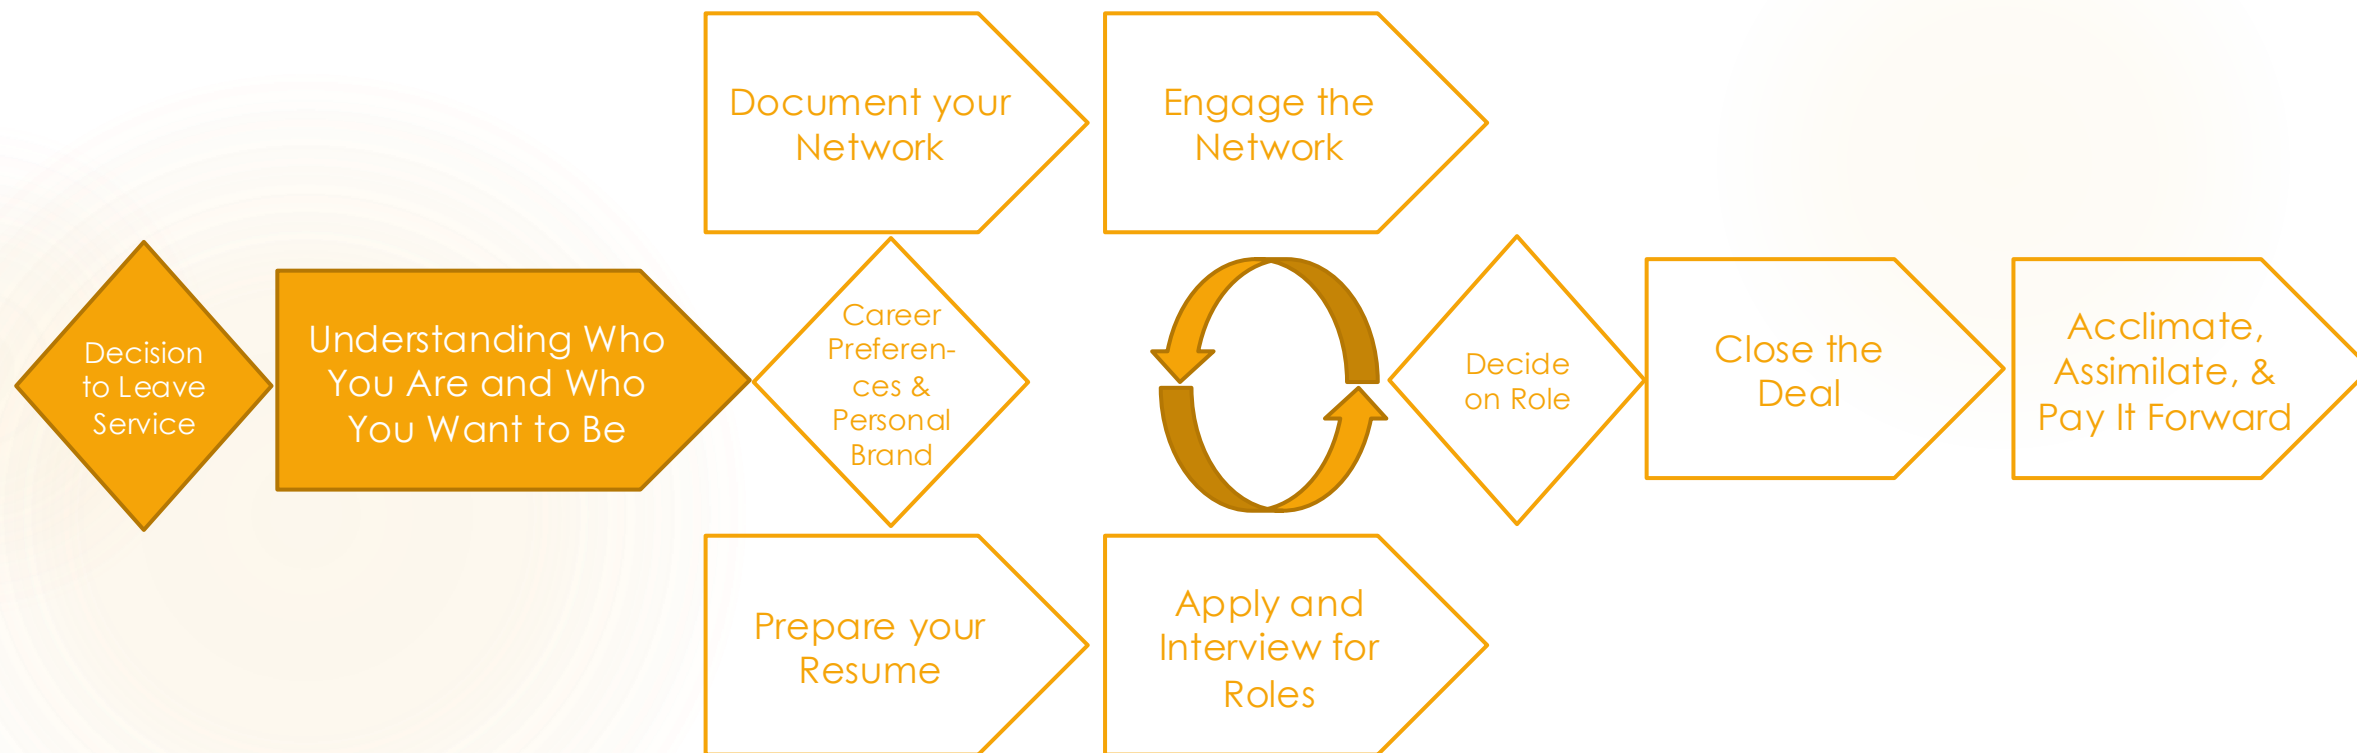 Document your
Network
Engage the
Network
Decision
to Leave
Service
Understanding Who
You Are and Who
You Want to Be
Career
Preferen-
ces &
Personal
Brand
Decide
on Role
Close the
Deal
Acclimate,
Assimilate, &
Pay It Forward
Prepare your
Resume
Apply and
Interview for
Roles